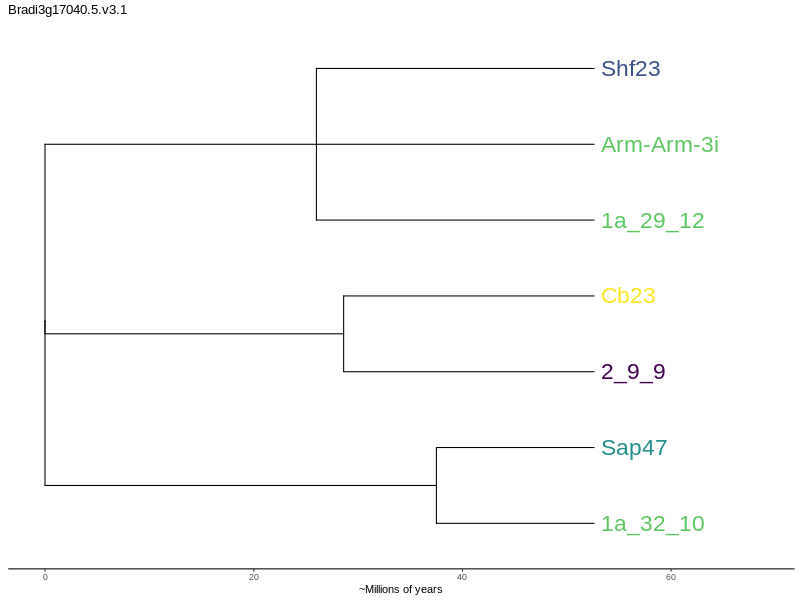 Bradi3g17040.5.v3.1
Shf23
Arm-Arm-3i
1a_29_12
Cb23
2_9_9
Sap47
1a_32_10
0 20 40 60
~Millions of years